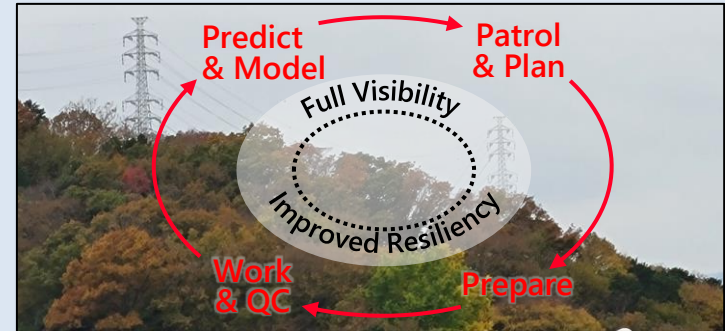 Predict
& Model
Patrol
& Plan
Full Visibility
Improved Resiliency
Work
& QC
Prepare